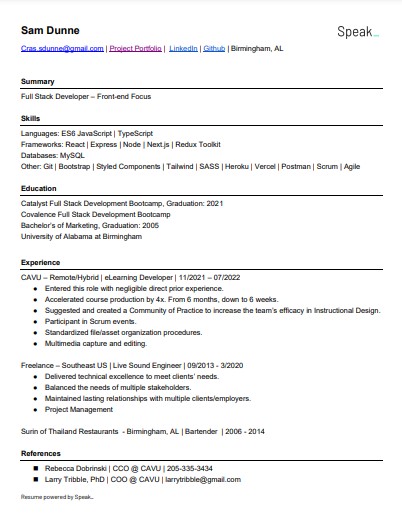 Sam Dunne
Speak_
Cras.sdunne@gmail.com | Project Portfolio | LinkedIn | Github | Birmingham, AL
Summary
Full Stack Developer – Front-end Focus
Skills
Languages: ES6 JavaScript | TypeScript
Frameworks: React | Express | Node | Next.js | Redux Toolkit
Databases: MySQL
Other: Git | Bootstrap | Styled Components | Tailwind | SASS | Heroku | Vercel | Postman | Scrum | Agile
Education
Catalyst Full Stack Development Bootcamp, Graduation: 2021
Covalence Full Stack Development Bootcamp
Bachelor's of Marketing, Graduation: 2005
University of Alabama at Birmingham
Experience
CAVU – Remote/Hybrid | eLearning Developer | 11/2021 – 07/2022
● Entered this role with negligible direct prior experience.
● Accelerated course production by 4x. From 6 months, down to 6 weeks.
● Suggested and created a Community of Practice to increase the team's efficacy in Instructional Design.
● Participant in Scrum events.
● Standardized file/asset organization procedures.
● Multimedia capture and editing.
Freelance – Southeast US | Live Sound Engineer | 09/2013 - 3/2020
● Delivered technical excellence to meet clients' needs.
● Balanced the needs of multiple stakeholders.
● Maintained lasting relationships with multiple clients/employers.
● Project Management
Surin of Thailand Restaurants - Birmingham, AL | Bartender | 2006 - 2014
References
■ Rebecca Dobrinski | CCO @ CAVU | 205-335-3434
■ Larry Tribble, PhD | COO @ CAVU | larrytribble@gmail.com
Resume powered by Speak_